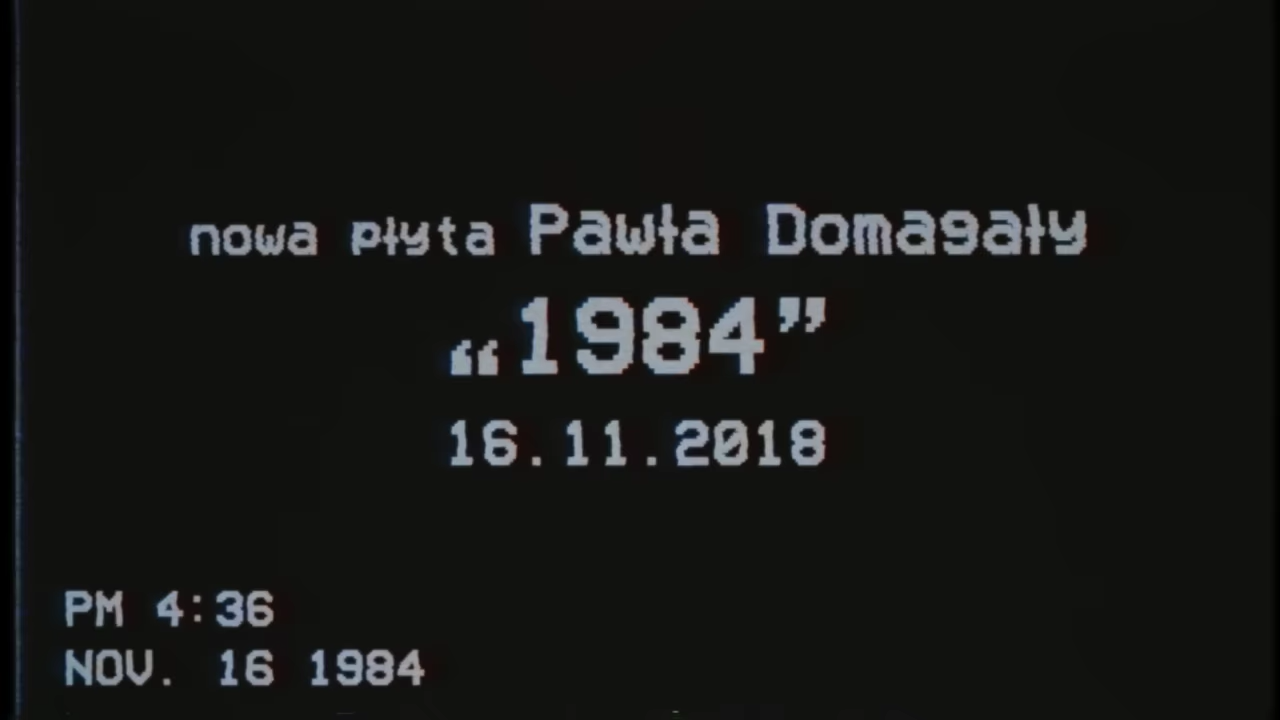 nowa płyta Pawła Domagały
„1984”
16.11.2018
PM 4:36
NOV. 16 1984